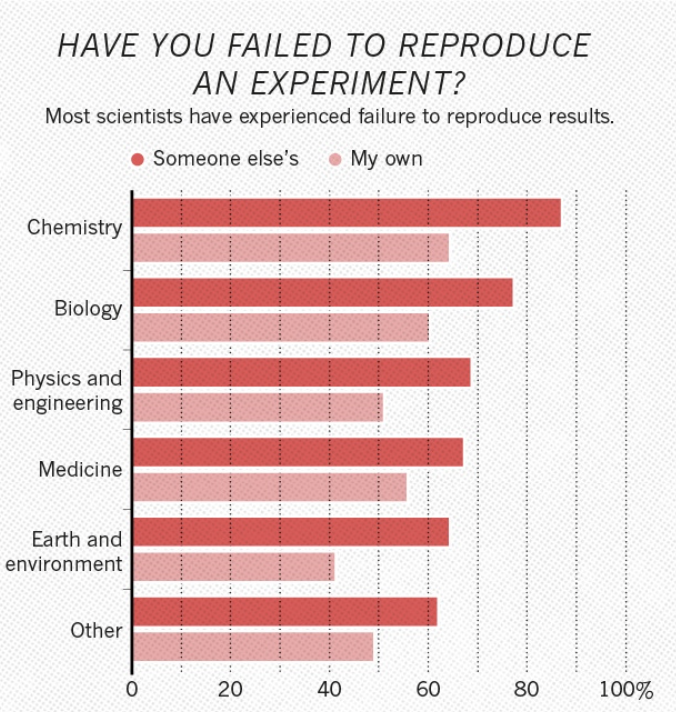 HAVE YOU FAILED TO REPRODUCE
AN EXPERIMENT?
Most scientists have experienced failure to reproduce results.
Someone else’s My own
Chemistry
Biology
Physics and
engineering
Medicine
Earth and
environment
Other
0 20 40 60 80 100%